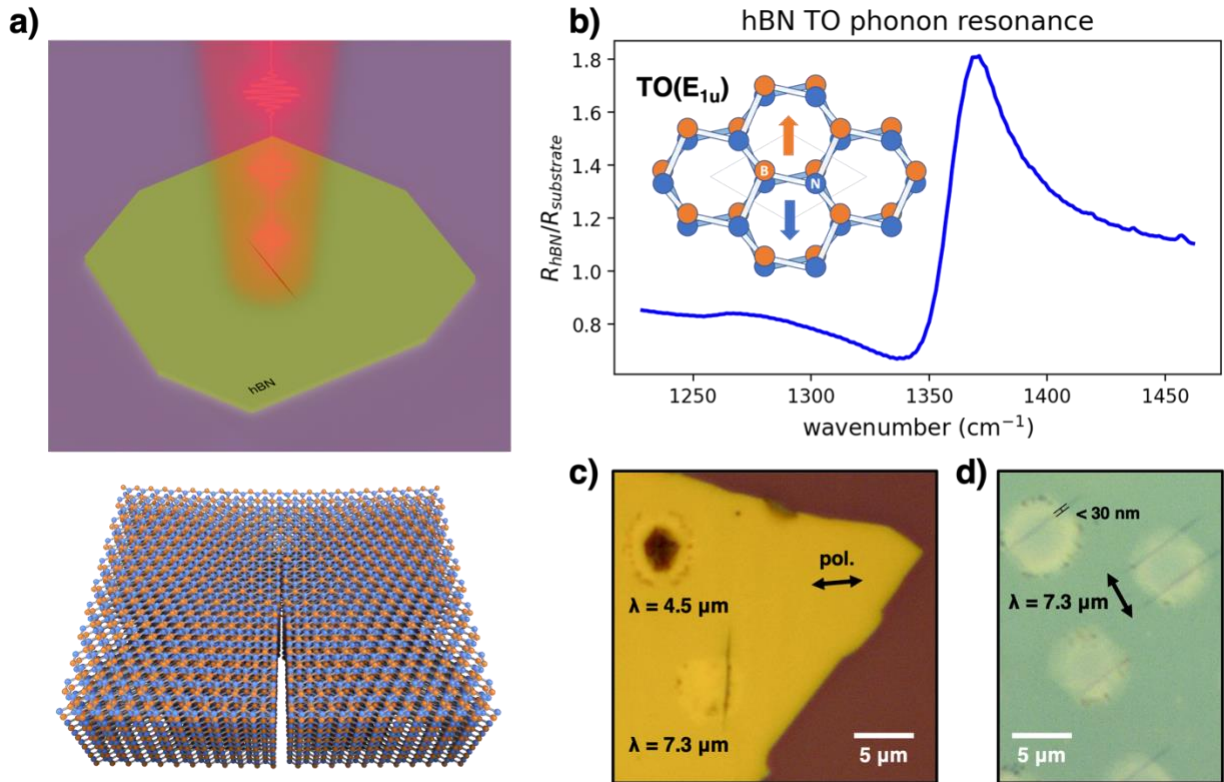 a)
hBN
b)
hBN TO phonon resonance
TO(E1u)
B
N
RhBN/Rsubstrate
1.8
1.6
1.4
1.2
1.0
0.8
1250
1300
1350
1400
1450
wavenumber (cm⁻¹)
c)
pol.
λ = 4.5 μm
λ = 7.3 μm
5 μm
d)
< 30 nm
λ = 7.3 μm
5 μm